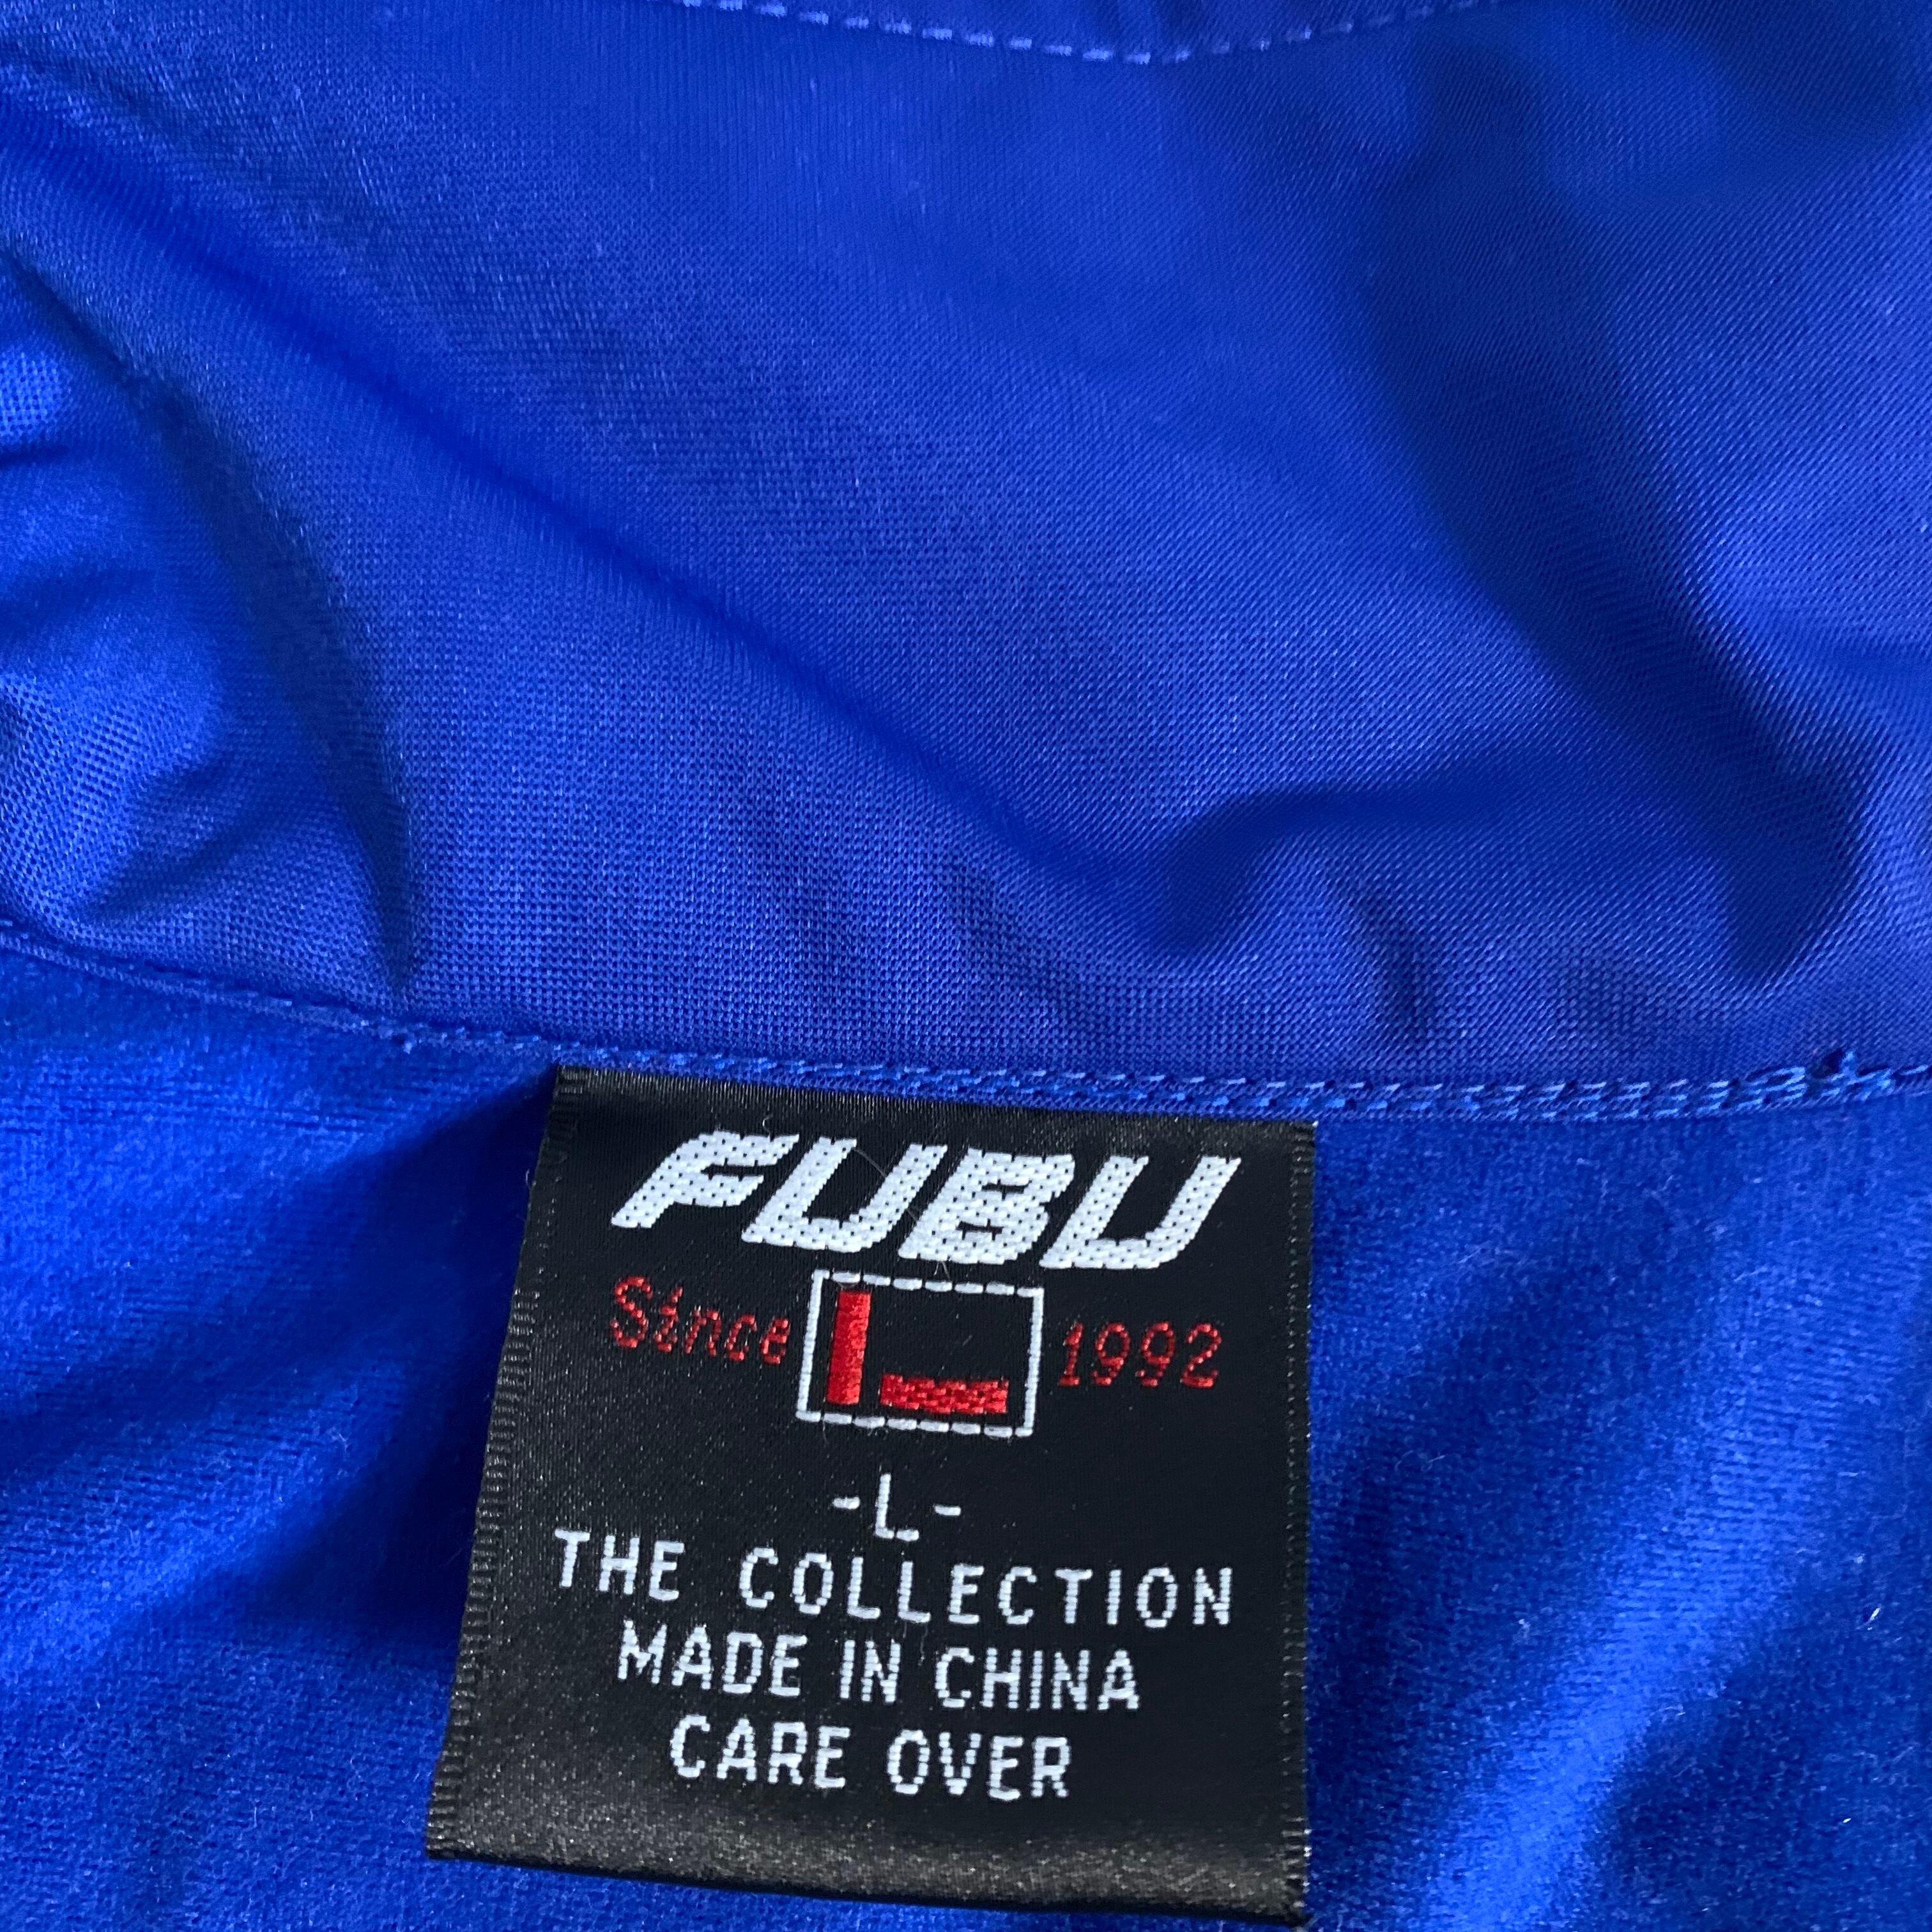 FUBU
Since 1992
-L-
THE COLLECTION
MADE IN CHINA
CARE OVER